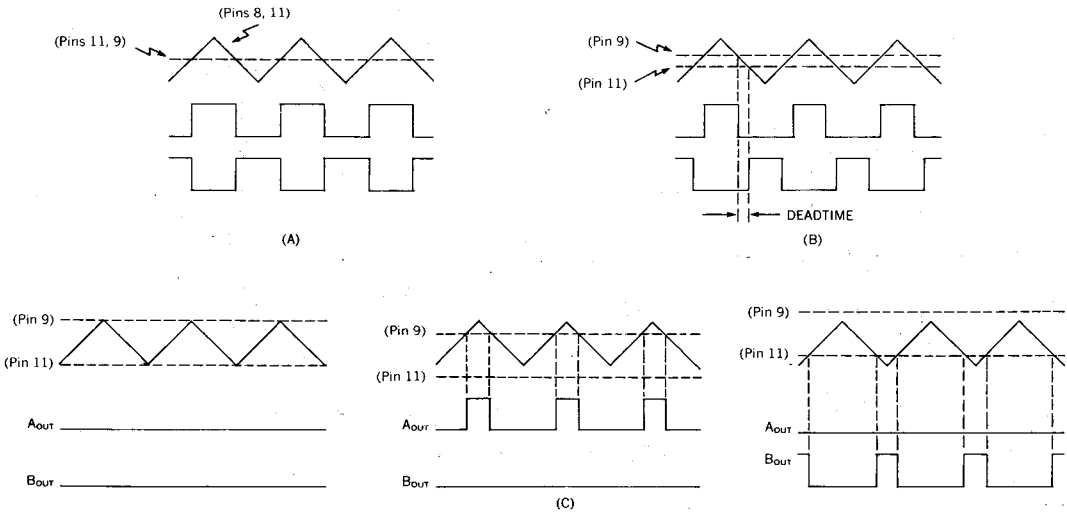 (Pins 8, 11)
(Pins 11, 9)
(A)
(Pin 9)
(Pin 11)
DEADTIME
(B)
(Pin 9)
(Pin 11)
AOUT
BOUT
(Pin 9)
(Pin 11)
AOUT
BOUT
(C)
(Pin 9)
(Pin 11)
AOUT
BOUT